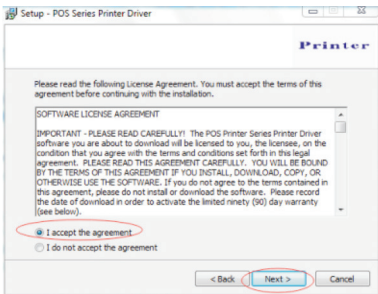 Setup - POS Series Printer Driver
Printer
Please read the following License Agreement. You must accept the terms of this
agreement before continuing with the installation.
SOFTWARE LICENSE AGREEMENT
IMPORTANT - PLEASE READ CAREFULLY! The POS Printer Series Printer Driver
software you are about to download will be licensed to you, the licensee, on the
condition that you agree with the terms and conditions set forth in this legal
agreement. PLEASE READ THIS AGREEMENT CAREFULLY. YOU WILL BE BOUND
BY THE TERMS OF THIS AGREEMENT IF YOU INSTALL, DOWNLOAD, COPY, OR
OTHERWISE USE THE SOFTWARE. If you do not agree to the terms contained in
this agreement, please do not install or download the software. Please record
the date of download in order to activate the limited ninety (90) day warranty
(see below).
I accept the agreement
I do not accept the agreement
< Back Next > Cancel